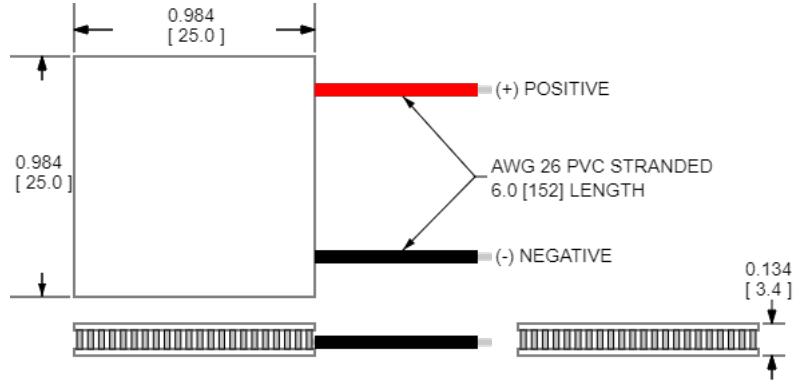 0.984
[ 25.0 ]
(+) POSITIVE
0.984
[ 25.0 ]
AWG 26 PVC STRANDED
6.0 [152] LENGTH
(-) NEGATIVE
0.134
[ 3.4 ]